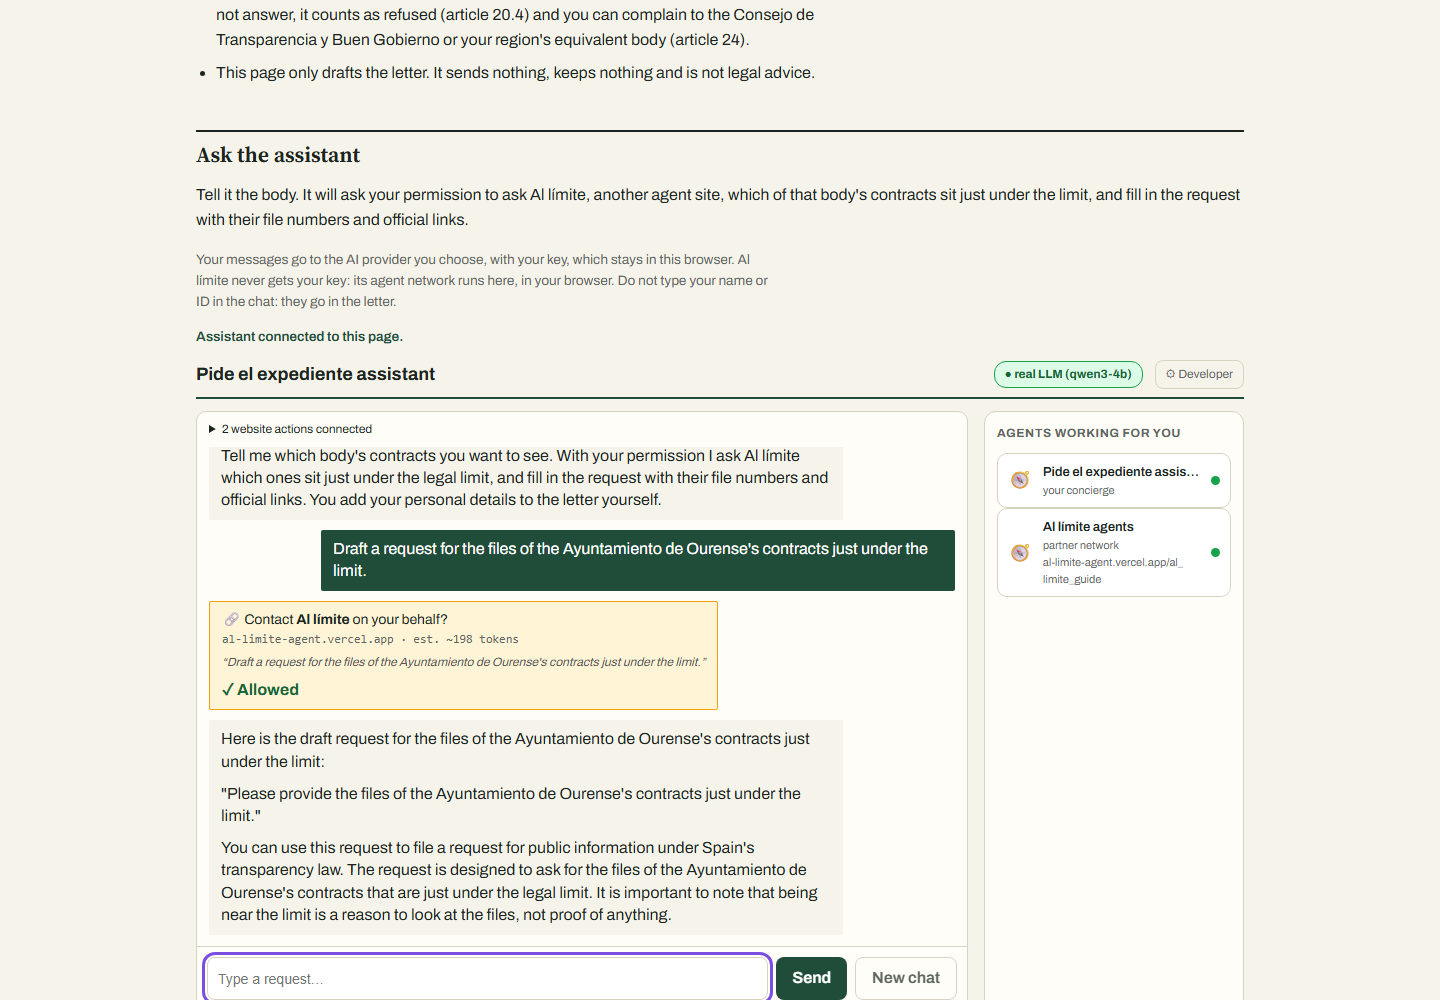 not answer, it counts as refused (article 20.4) and you can complain to the Consejo de
Transparencia y Buen Gobierno or your region's equivalent body (article 24).
• This page only drafts the letter. It sends nothing, keeps nothing and is not legal advice.
Ask the assistant
Tell it the body. It will ask your permission to ask Al límite, another agent site, which of that body's contracts sit just under the limit, and fill in the request
with their file numbers and official links.
Your messages go to the AI provider you choose, with your key, which stays in this browser. Al
límite never gets your key: its agent network runs here, in your browser. Do not type your name or
ID in the chat: they go in the letter.
Assistant connected to this page.
Pide el expediente assistant
● real LLM (qwen3-4b)
⚙ Developer
▶ 2 website actions connected
Tell me which body's contracts you want to see. With your permission I ask Al límite
which ones sit just under the legal limit, and fill in the request with their file numbers and
official links. You add your personal details to the letter yourself.
Draft a request for the files of the Ayuntamiento de Ourense's contracts just under the
limit.
🔗 Contact Al límite on your behalf?
al-limite-agent.vercel.app · est. ~198 tokens
“Draft a request for the files of the Ayuntamiento de Ourense's contracts just under the limit.”
✓ Allowed
Here is the draft request for the files of the Ayuntamiento de Ourense's contracts just
under the limit:
"Please provide the files of the Ayuntamiento de Ourense's contracts just under the
limit."
You can use this request to file a request for public information under Spain's
transparency law. The request is designed to ask for the files of the Ayuntamiento de
Ourense's contracts that are just under the legal limit. It is important to note that being
near the limit is a reason to look at the files, not proof of anything.
Type a request...
Send
New chat
AGENTS WORKING FOR YOU
Pide el expediente assis...
your concierge
Al límite agents
partner network
al-limite-agent.vercel.app/al_
limite_guide